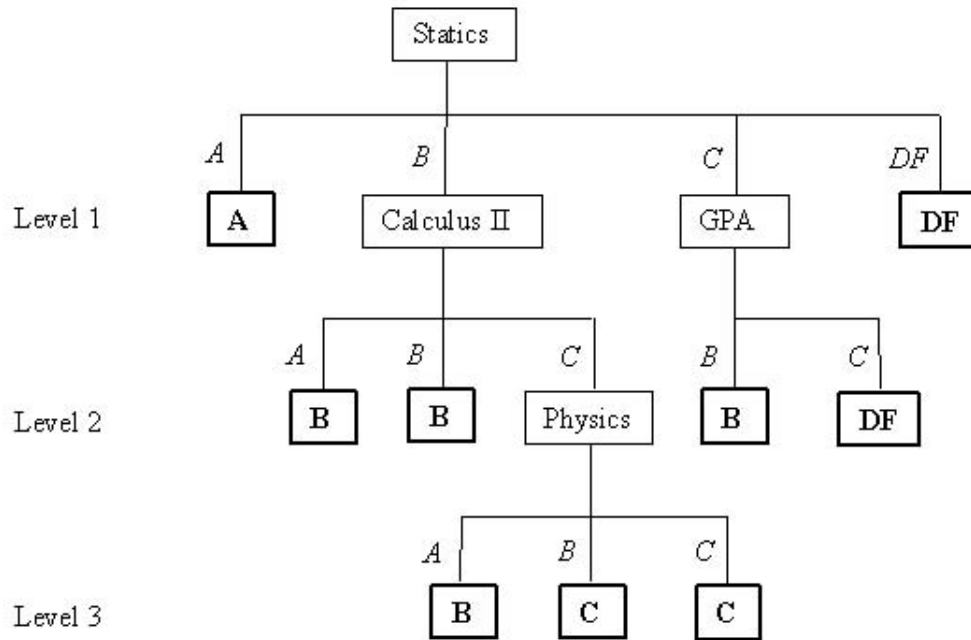 Statics
A B C DF
Level 1 A Calculus II GPA DF
A B C B C
Level 2 B B Physics B DF
A B C
Level 3 B C C